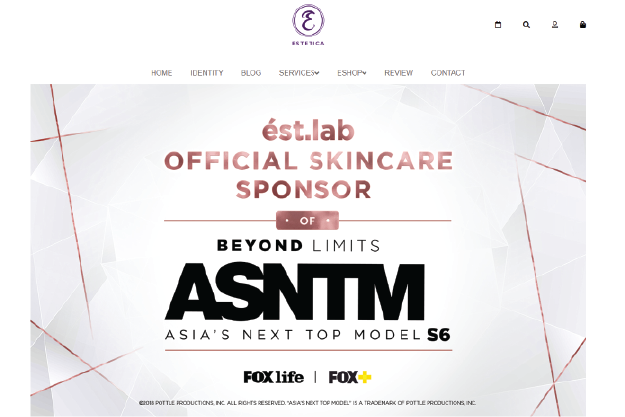 ESTETICA
HOME IDENTITY BLOG SERVICES ESHOP REVIEW CONTACT
ést.lab
OFFICIAL SKINCARE
SPONSOR
OF
BEYOND LIMITS
ASNTM
ASIA'S NEXT TOP MODEL S6
FOX life | FOX+
©2018 POTTLE PRODUCTIONS, INC. ALL RIGHTS RESERVED. "ASIA'S NEXT TOP MODEL" IS A TRADEMARK OF POTTLE PRODUCTIONS, INC.